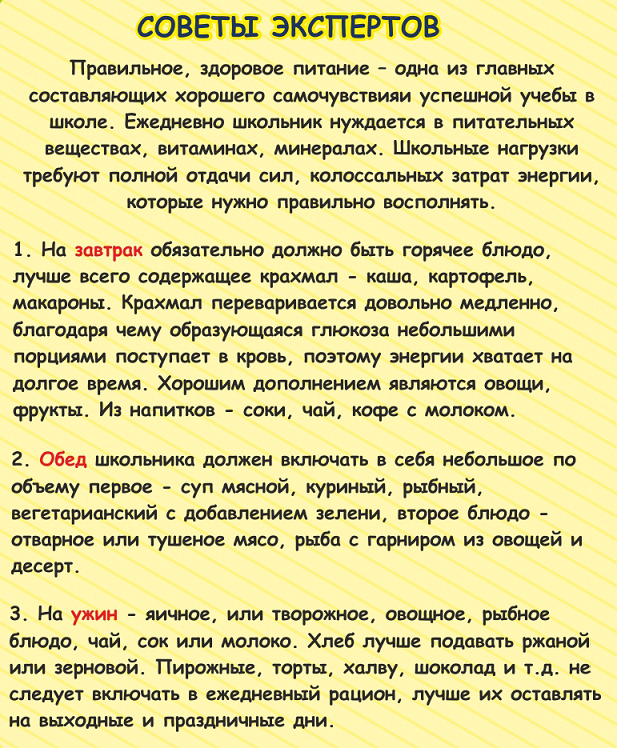 СОВЕТЫ ЭКСПЕРТОВ
Правильное, здоровое питание – одна из главных
составляющих хорошего самочувствияи успешной учебы в
школе. Ежедневно школьник нуждается в питательных
веществах, витаминах, минералах. Школьные нагрузки
требуют полной отдачи сил, колоссальных затрат энергии,
которые нужно правильно восполнять.
1. На завтрак обязательно должно быть горячее блюдо,
лучше всего содержащее крахмал - каша, картофель,
макароны. Крахмал переваривается довольно медленно,
благодаря чему образующаяся глюкоза небольшими
порциями поступает в кровь, поэтому энергии хватает на
долгое время. Хорошим дополнением являются овощи,
фрукты. Из напитков - соки, чай, кофе с молоком.
2. Обед школьника должен включать в себя небольшое по
объему первое - суп мясной, куриный, рыбный,
вегетарианский с добавлением зелени, второе блюдо -
отварное или тушеное мясо, рыба с гарниром из овощей и
десерт.
3. На ужин - яичное, или творожное, овощное, рыбное
блюдо, чай, сок или молоко. Хлеб лучше подавать ржаной
или зерновой. Пирожные, торты, халву, шоколад и т.д. не
следует включать в ежедневный рацион, лучше их оставлять
на выходные и праздничные дни.